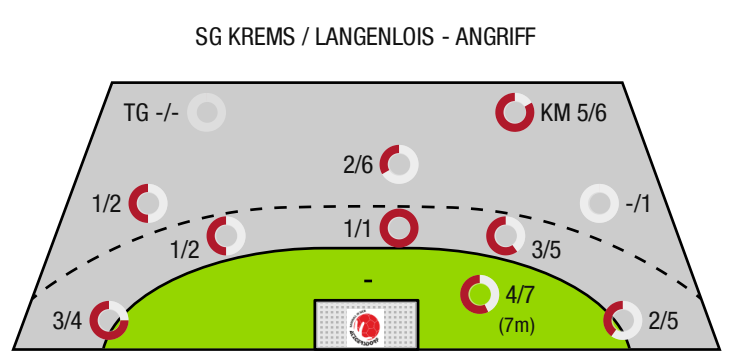 SG KREMS / LANGENLOIS - ANGRIFF
TG -/-
KM 5/6
2/6
1/2
-/1
1/2
1/1
3/5
-
4/7
(7m)
3/4
2/5